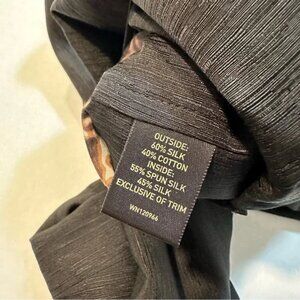 OUTSIDE:
60% SILK
40% COTTON
INSIDE:
55% SPUN SILK
45% SILK
EXCLUSIVE OF TRIM
WN120966